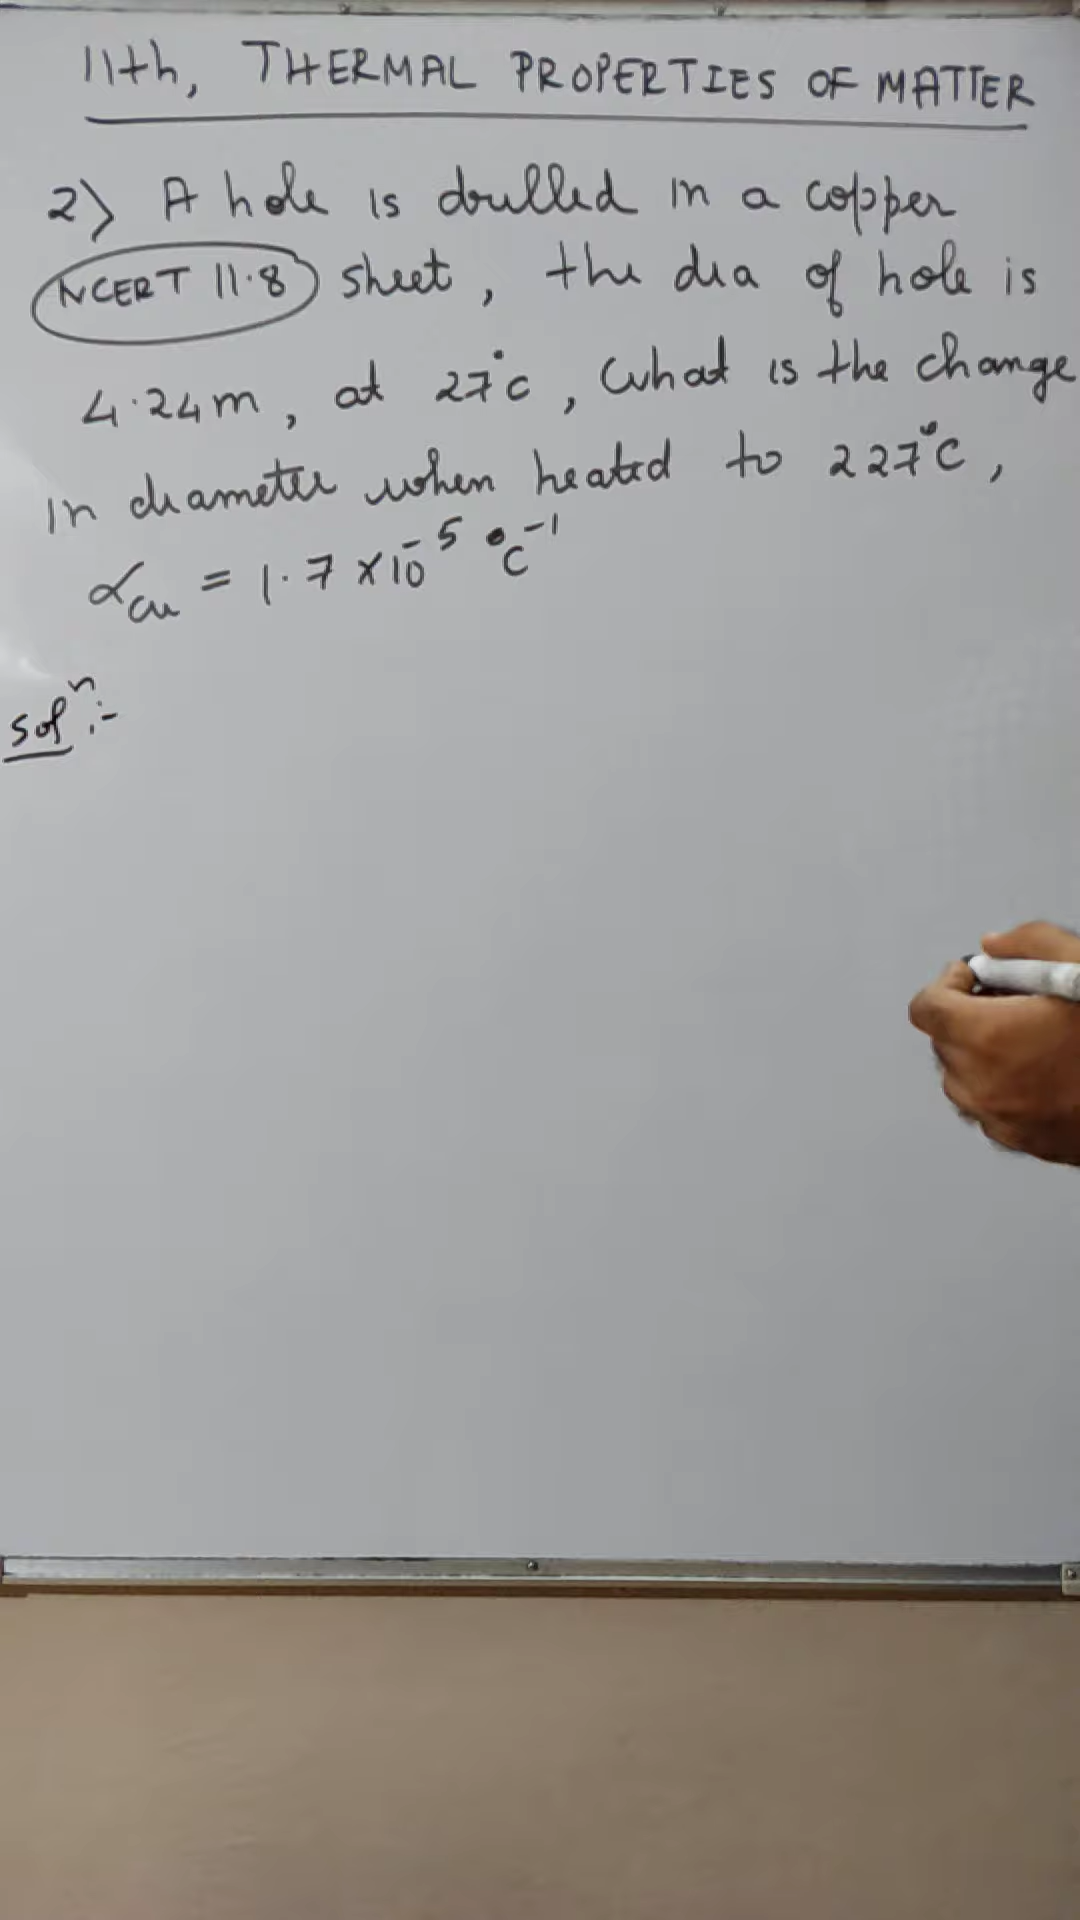 11th, THERMAL PROPERTIES OF MATTER
2) A hole is drilled in a copper
NCERT 11.8 sheet, the dia of hole is
4.24m, at 27°C, What is the change
in diameter when heated to 227°C,
αcu = 1.7 × 10⁻⁵ °C⁻¹
Solⁿ :-